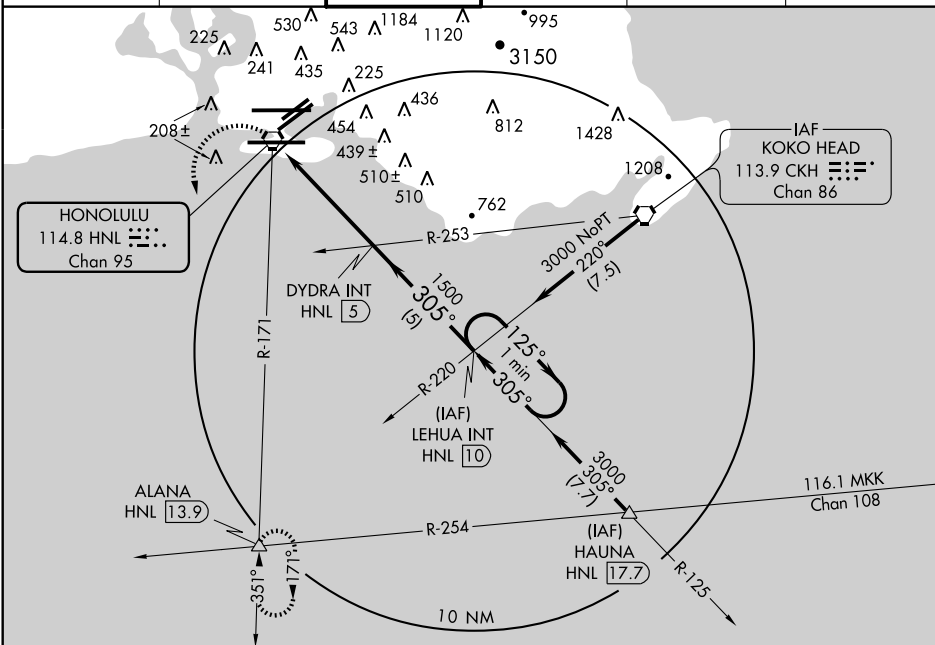 530
543
1184
1120
995
225
241
435
3150
225
208±
454
436
812
1428
439±
510±
510
1208
762
IAF
KOKO HEAD
113.9 CKH
Chan 86
HONOLULU
114.8 HNL
Chan 95
R-253
3000 NoPT
220°
(7.5)
DYDRA INT
HNL 5
1500
305°
(5)
R-171
125°
1 min
305°
R-220
(IAF)
LEHUA INT
HNL 10
3000
305°
(7.7)
116.1 MKK
Chan 108
ALANA
HNL 13.9
R-254
(IAF)
HAUNA
HNL 17.7
R-125
351°
171°
10 NM